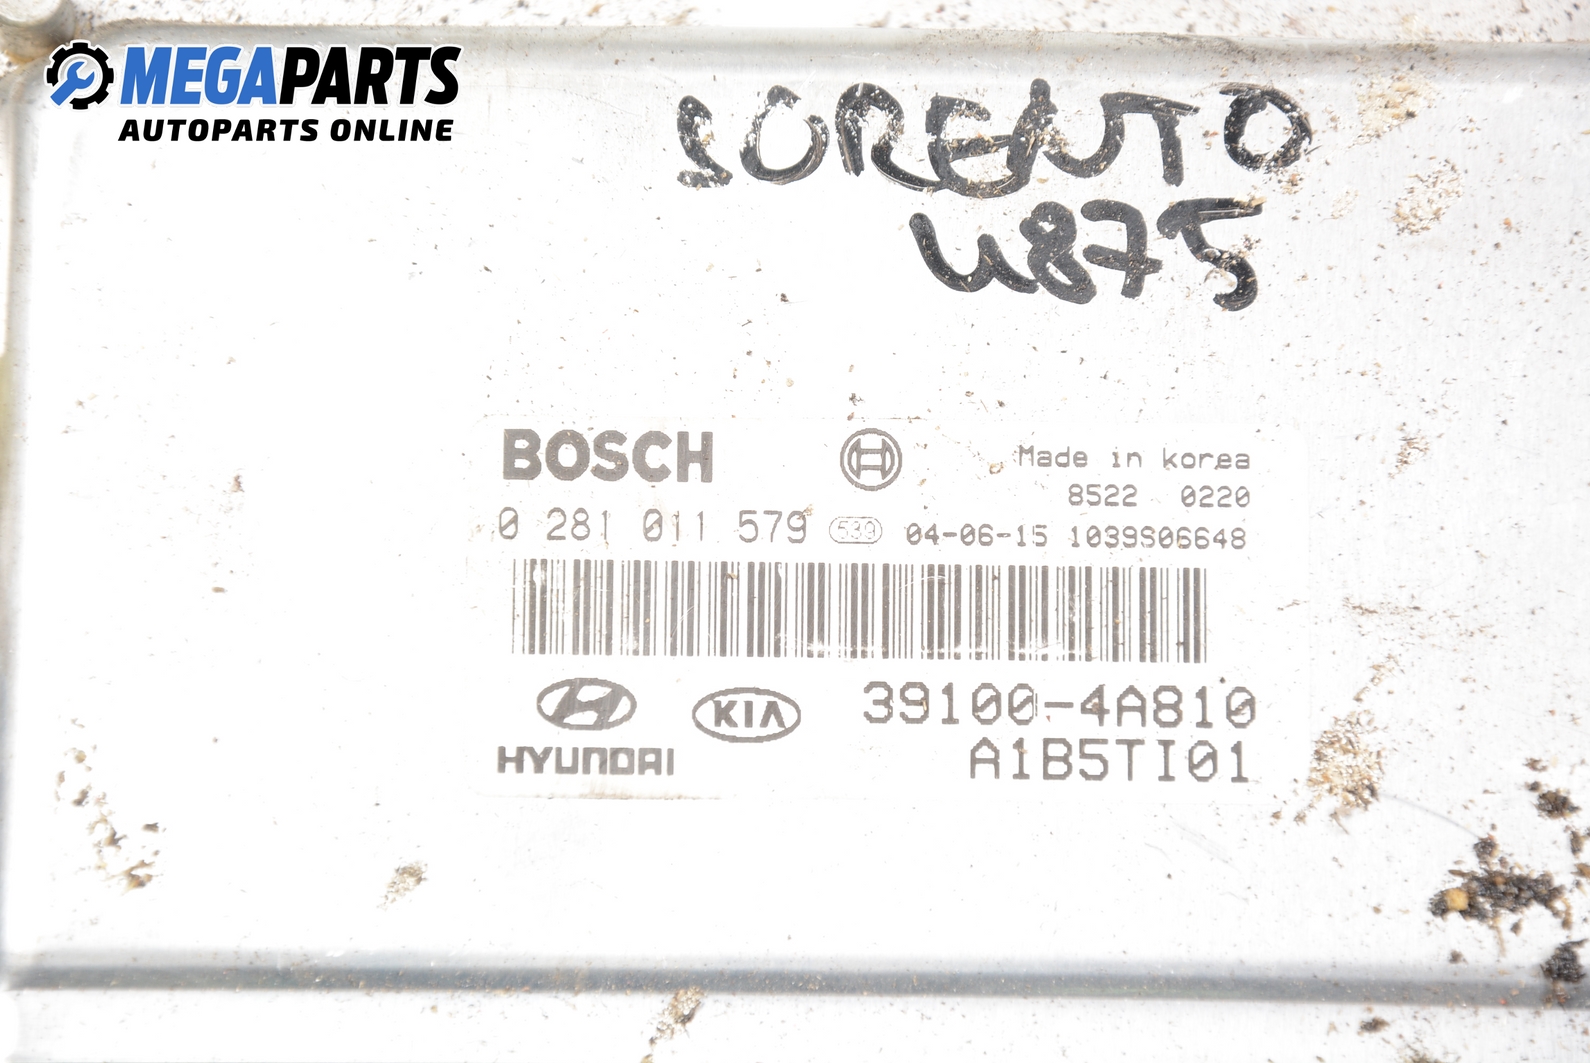 MEGAPARTS
AUTOPARTS ONLINE
SORENTO
4875
BOSCH
Made in korea
8522 0220
0 281 011 579 539 04-06-15 1039S06648
HYUNDAI KIA 39100-4A810
A1B5TI01